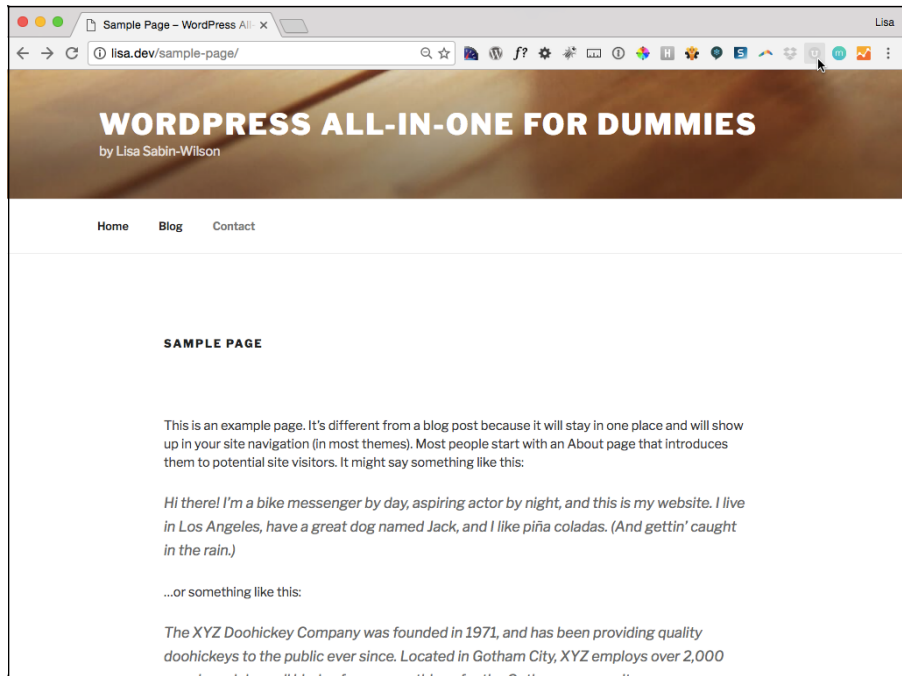 Sample Page – WordPress All-
Lisa
lisa.dev/sample-page/
f?
H
S
m
WORDPRESS ALL-IN-ONE FOR DUMMIES
by Lisa Sabin-Wilson
Home Blog Contact
SAMPLE PAGE
This is an example page. It's different from a blog post because it will stay in one place and will show
up in your site navigation (in most themes). Most people start with an About page that introduces
them to potential site visitors. It might say something like this:
Hi there! I'm a bike messenger by day, aspiring actor by night, and this is my website. I live
in Los Angeles, have a great dog named Jack, and I like piña coladas. (And gettin' caught
in the rain.)
...or something like this:
The XYZ Doohickey Company was founded in 1971, and has been providing quality
doohickeys to the public ever since. Located in Gotham City, XYZ employs over 2,000